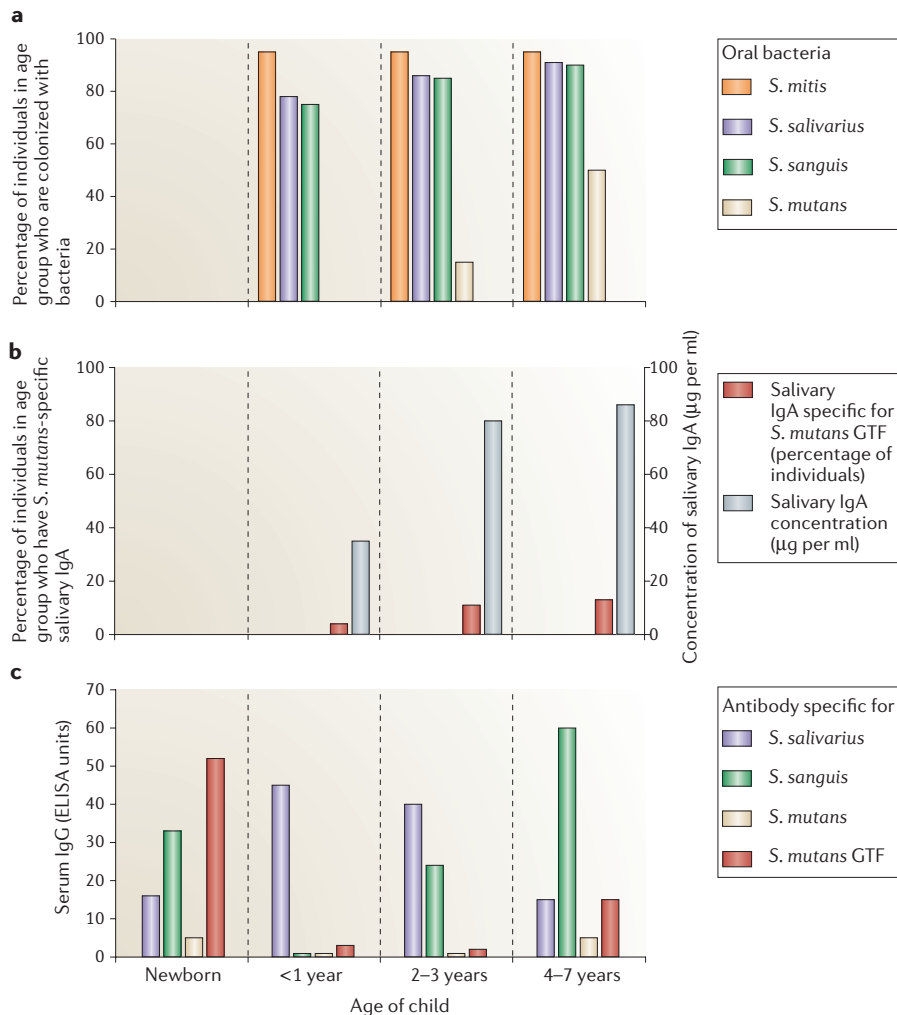 a
Percentage of individuals in age
group who are colonized with
bacteria
100
80
60
40
20
0
Oral bacteria
S. mitis
S. salivarius
S. sanguis
S. mutans
b
Percentage of individuals in age
group who have S. mutans-specific
salivary IgA
100
80
60
40
20
0
100
80
60
40
20
0
Concentration of salivary IgA (µg per ml)
Salivary
IgA specific for
S. mutans GTF
(percentage of
individuals)
Salivary IgA
concentration
(µg per ml)
c
Serum IgG (ELISA units)
70
60
50
40
30
20
10
0
Newborn
<1 year
2–3 years
4–7 years
Age of child
Antibody specific for
S. salivarius
S. sanguis
S. mutans
S. mutans GTF